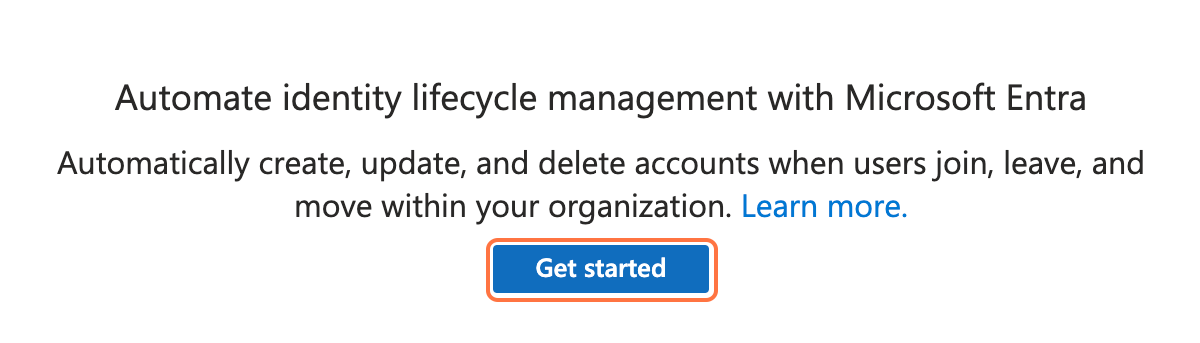 Automate identity lifecycle management with Microsoft Entra
Automatically create, update, and delete accounts when users join, leave, and
move within your organization. Learn more.
Get started